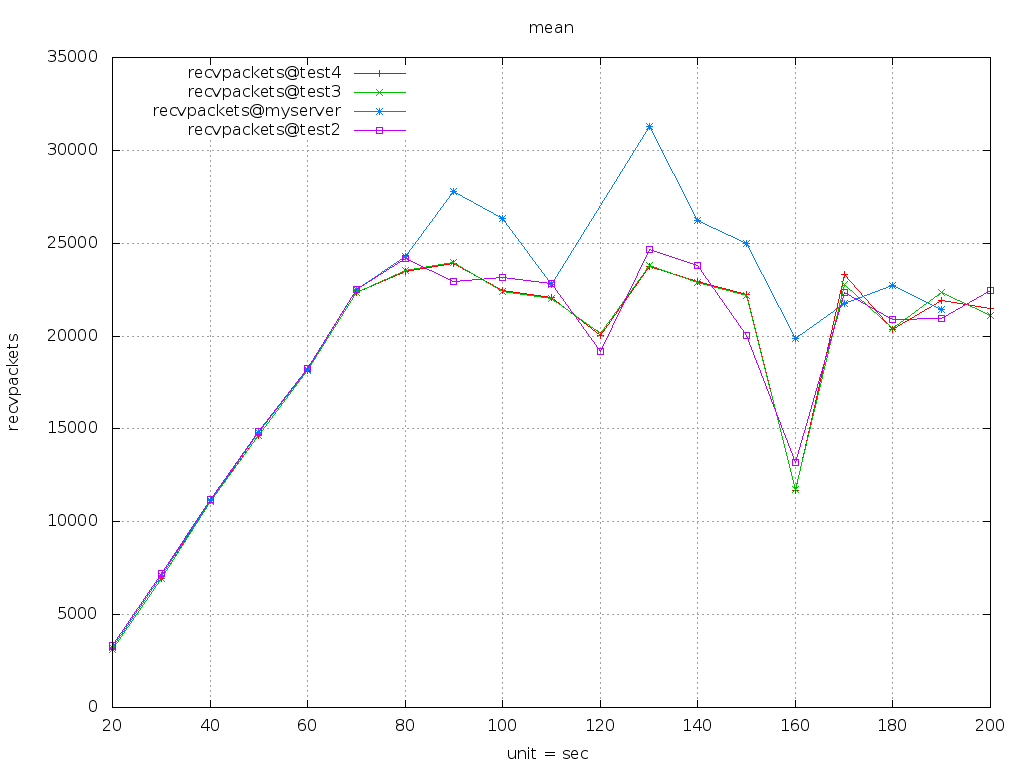 mean
35000
30000
25000
20000
15000
10000
5000
0
recvpackets
recvpackets@test4
recvpackets@test3
recvpackets@myserver
recvpackets@test2
20 40 60 80 100 120 140 160 180 200
unit = sec